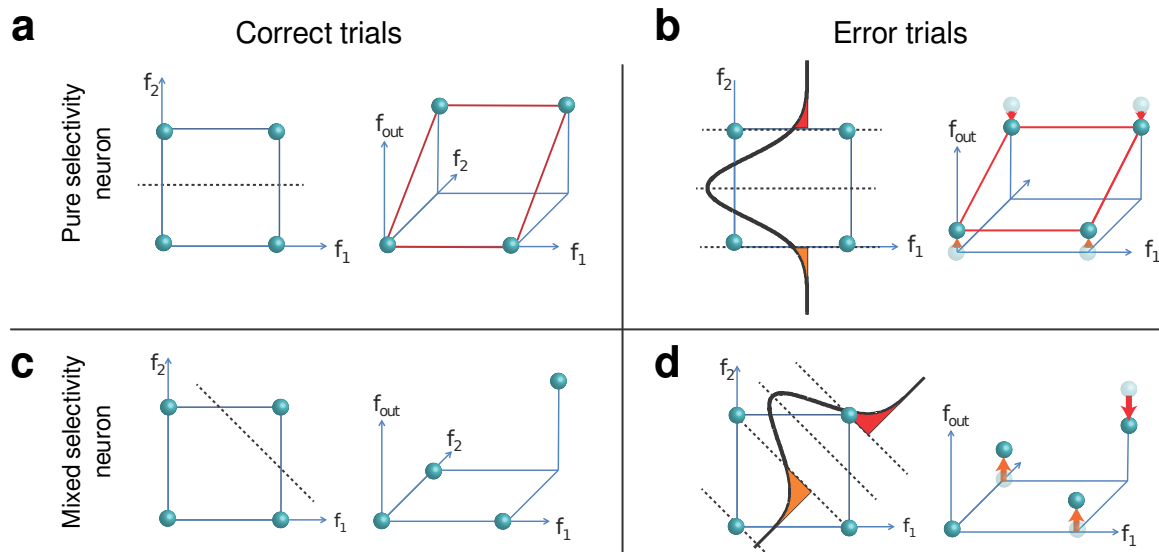 a
Correct trials
b
Error trials
Pure selectivity
neuron
f2
f1
fout
f2
f1
f2
f1
fout
f1
c
d
Mixed selectivity
neuron
f2
f1
fout
f2
f1
f2
f1
fout
f1